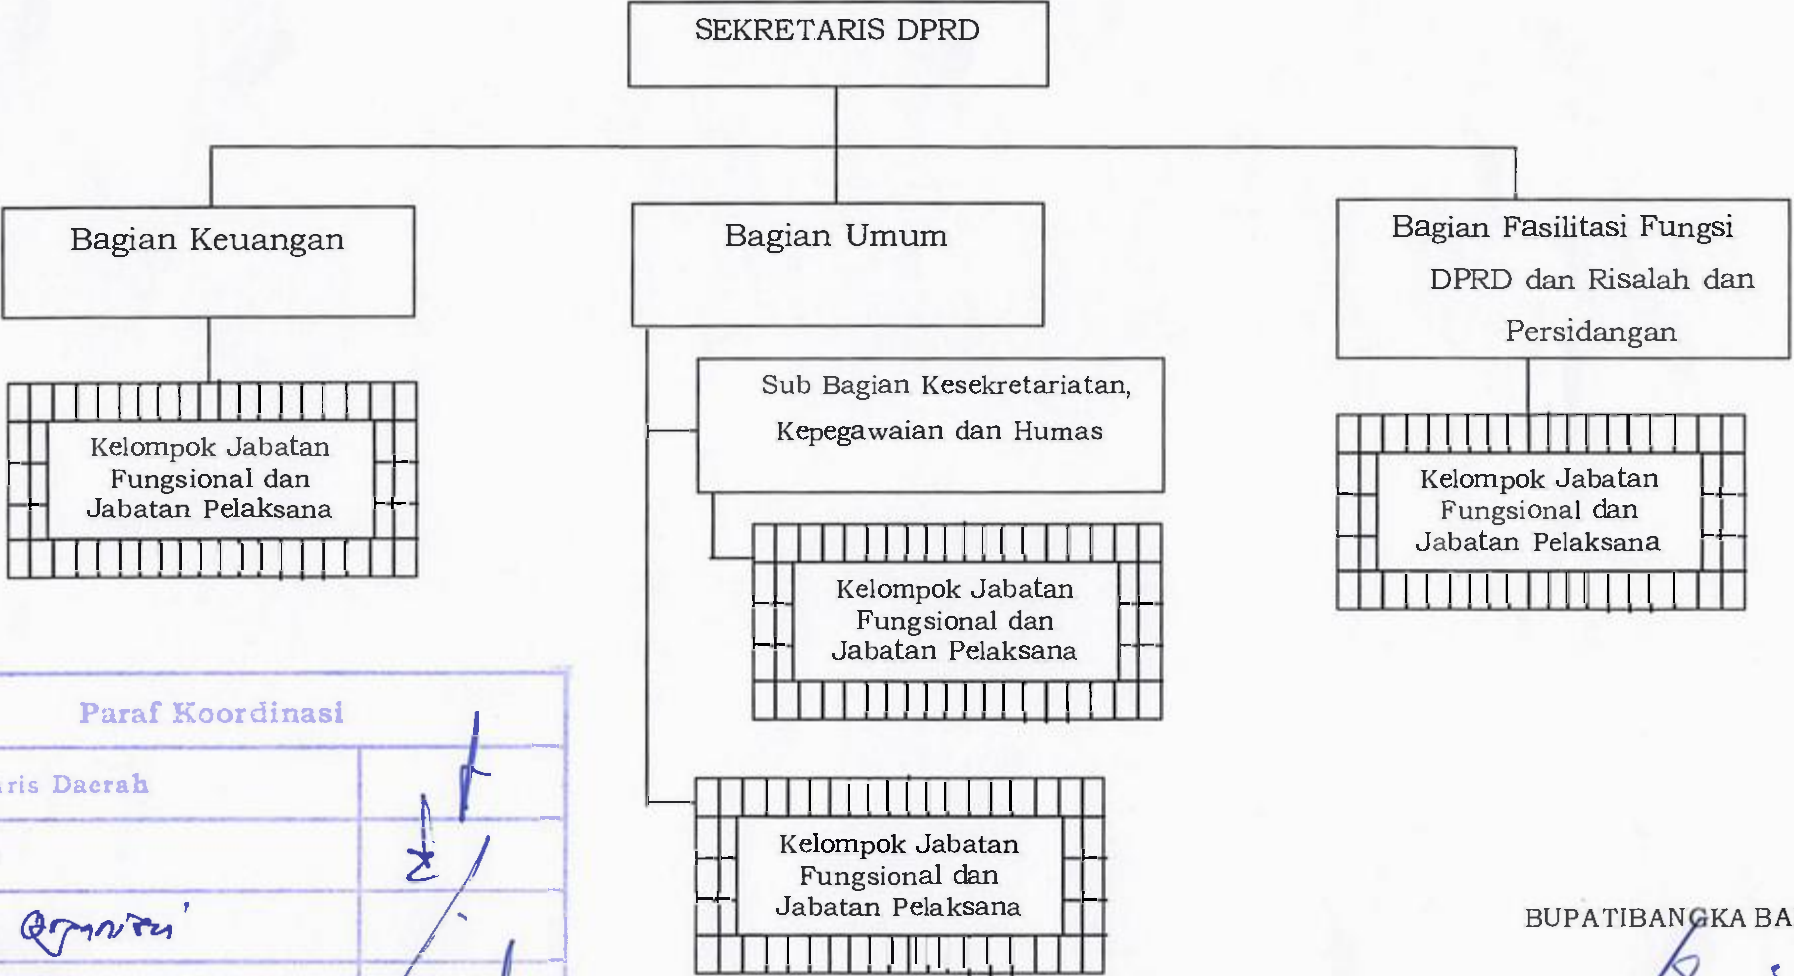 SEKRETARIS DPRD
Bagian Keuangan
Bagian Umum
Bagian Fasilitasi Fungsi
DPRD dan Risalah dan
Persidangan
Sub Bagian Kesekretariatan,
Kepegawaian dan Humas
Kelompok Jabatan
Fungsional dan
Jabatan Pelaksana
Kelompok Jabatan
Fungsional dan
Jabatan Pelaksana
Kelompok Jabatan
Fungsional dan
Jabatan Pelaksana
Kelompok Jabatan
Fungsional dan
Jabatan Pelaksana
Paraf Koordinasi
ris Daerah
BUPATIBANGKA BA